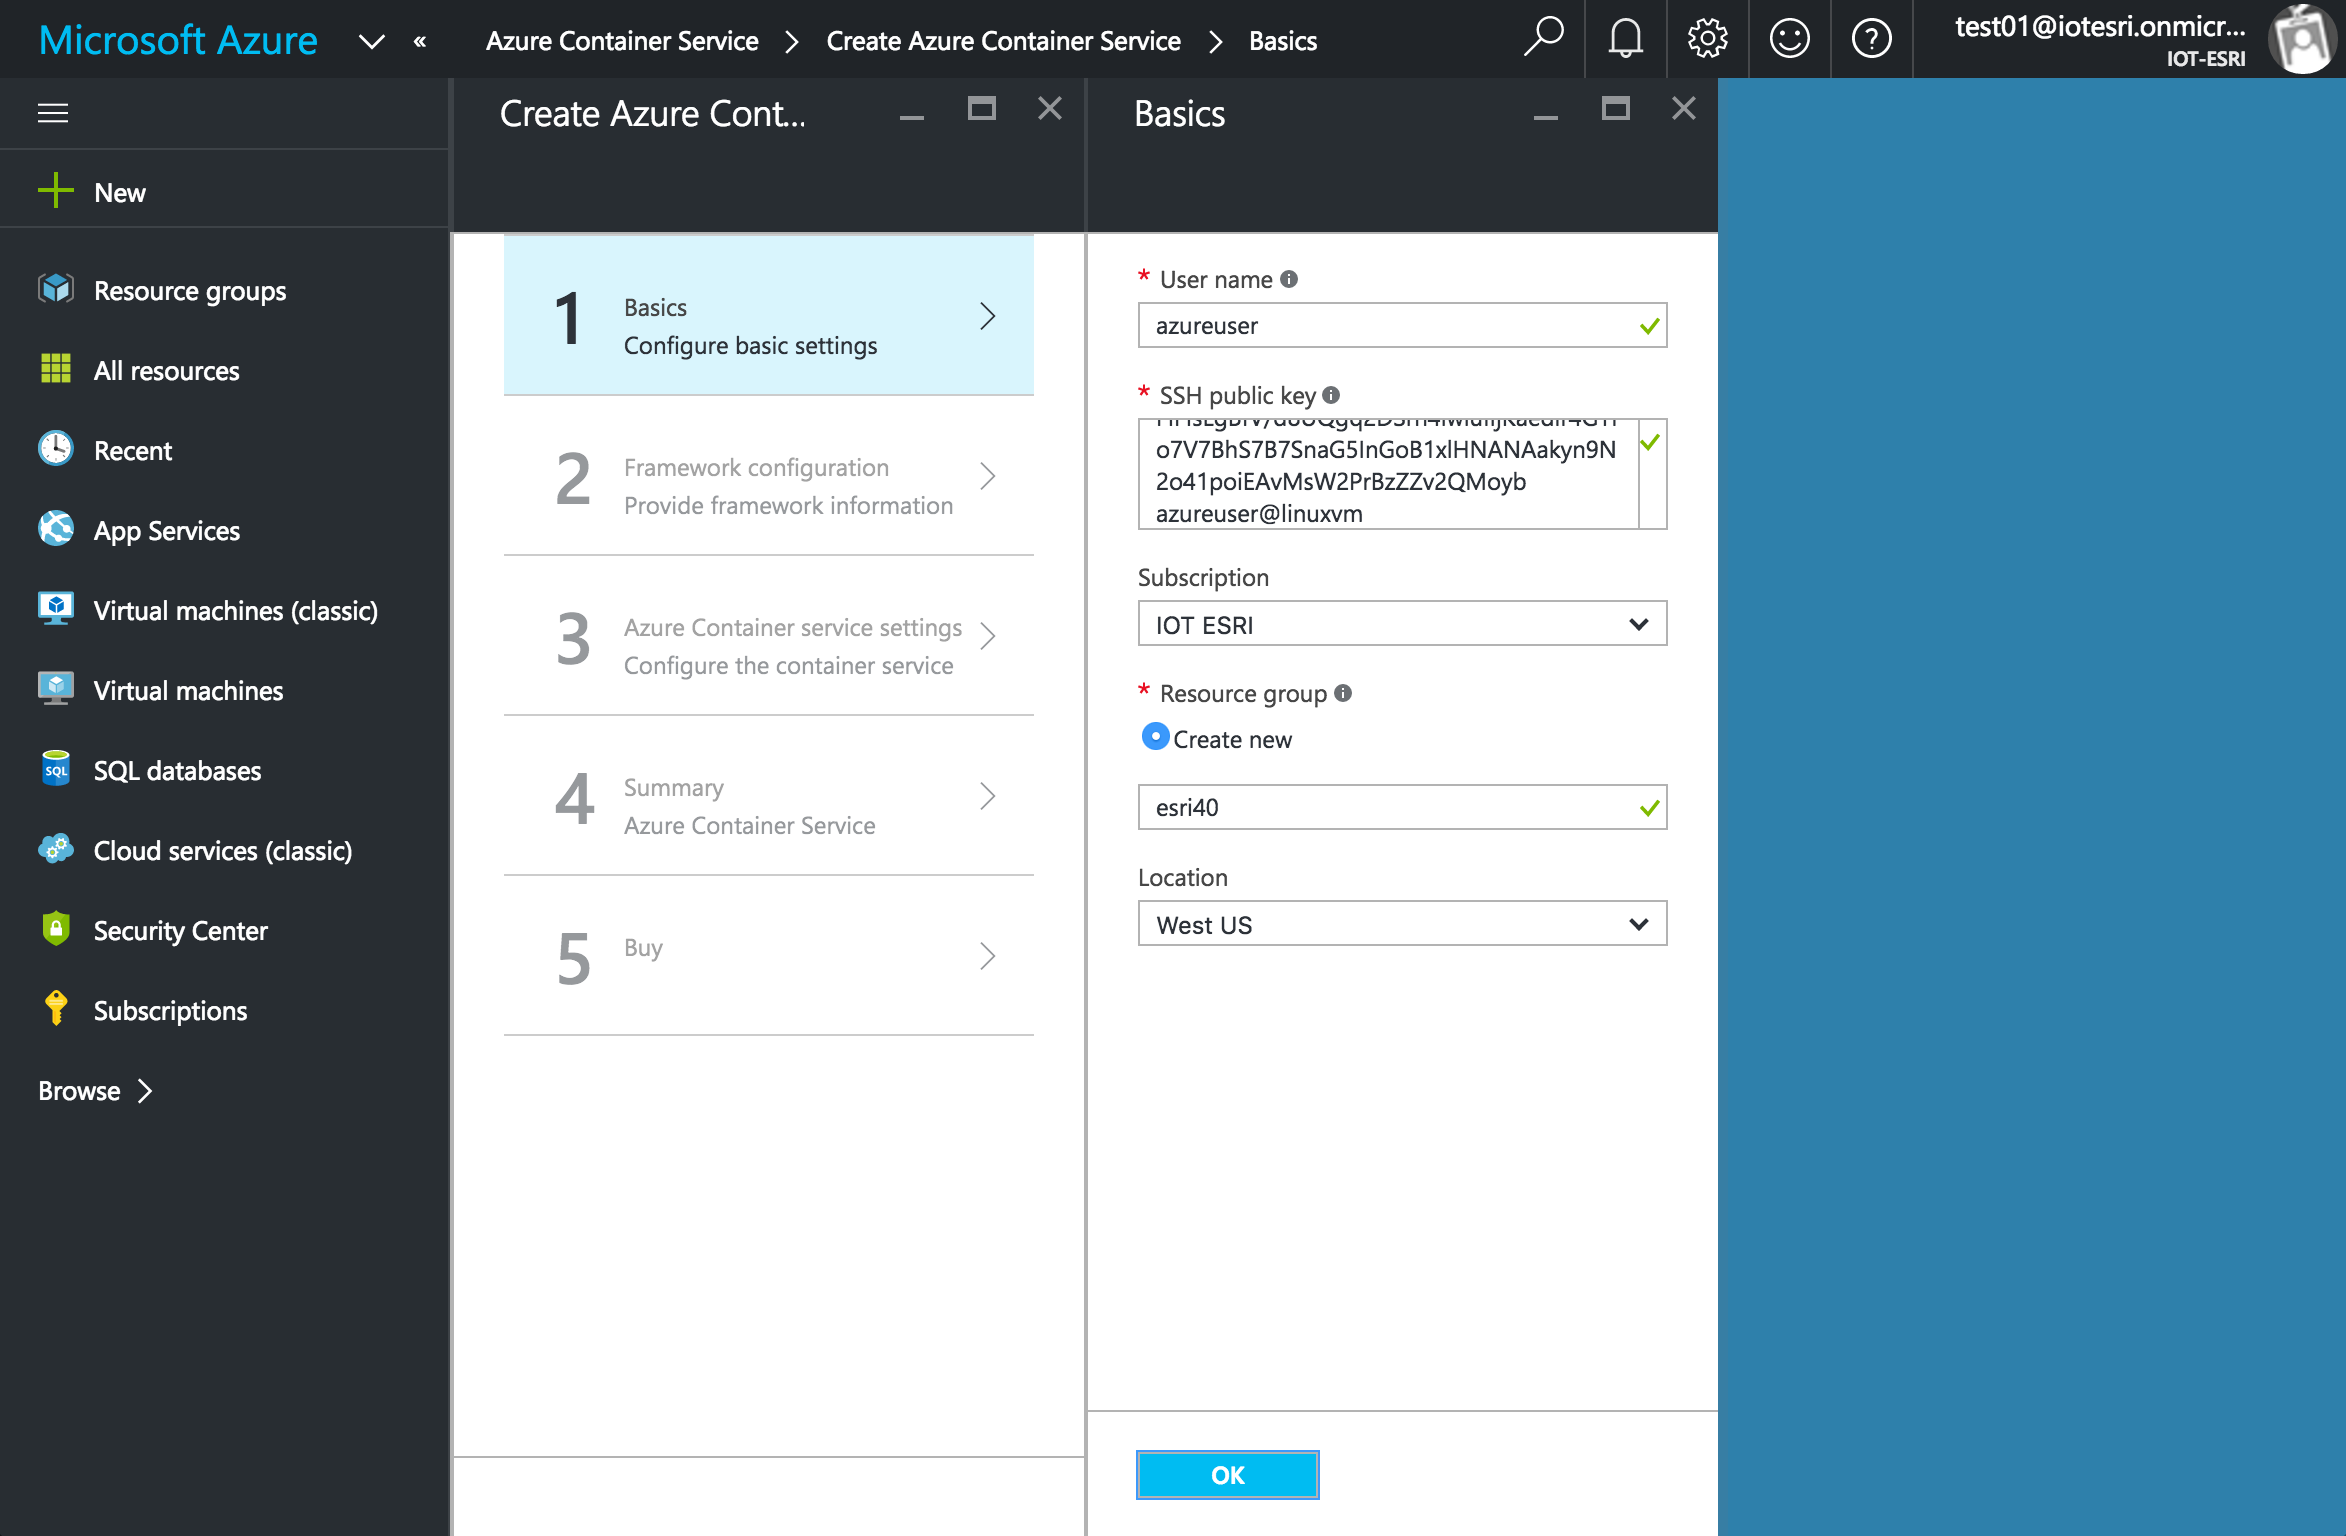 Microsoft Azure
«
Azure Container Service > Create Azure Container Service > Basics
test01@iotesri.onmicr...
IOT-ESRI
New
Resource groups
All resources
Recent
App Services
Virtual machines (classic)
Virtual machines
SQL
SQL databases
Cloud services (classic)
Security Center
Subscriptions
Browse >
Create Azure Cont...
1
Basics
Configure basic settings
2
Framework configuration
Provide framework information
3
Azure Container service settings
Configure the container service
4
Summary
Azure Container Service
5
Buy
Basics
* User name
azureuser
* SSH public key
o7V7BhS7B7SnaG5InGoB1xlHNANAakyn9N
2o41poiEAvMsW2PrBzZZv2QMoyb
azureuser@linuxvm
Subscription
IOT ESRI
* Resource group
Create new
esri40
Location
West US
OK